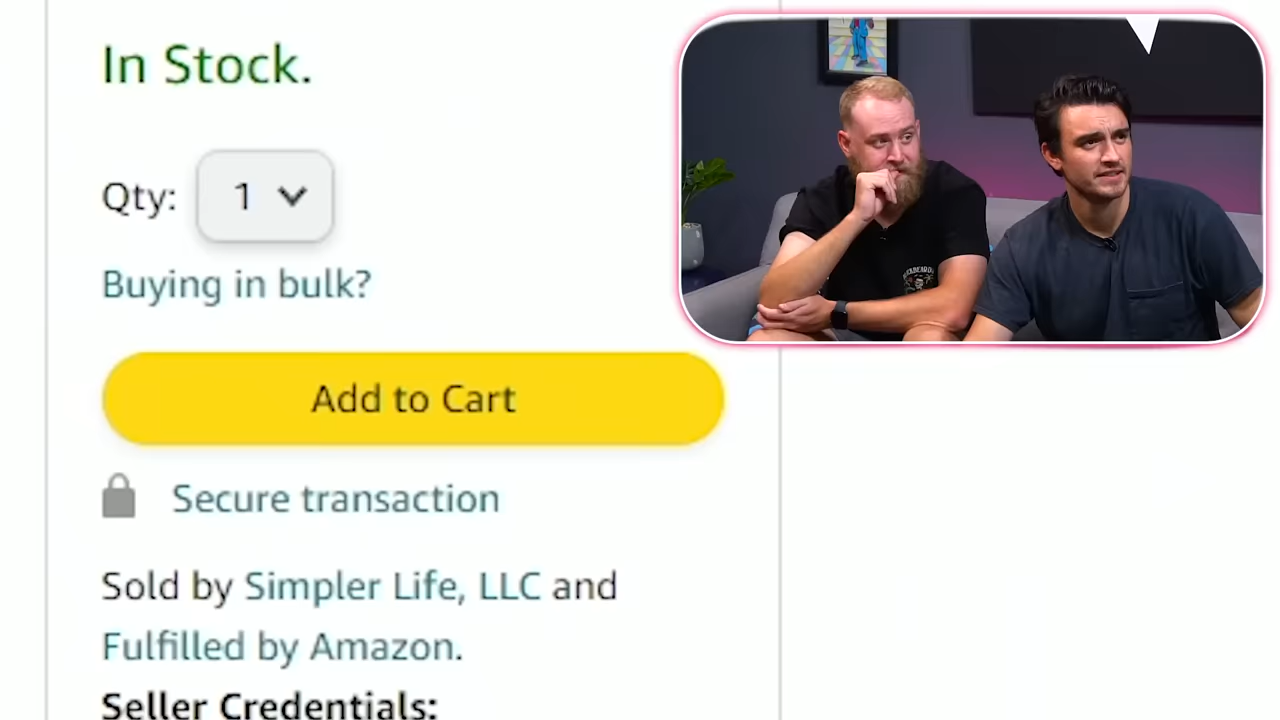 In Stock.
Qty: 1
Buying in bulk?
Add to Cart
Secure transaction
Sold by Simpler Life, LLC and
Fulfilled by Amazon.
Seller Credentials: